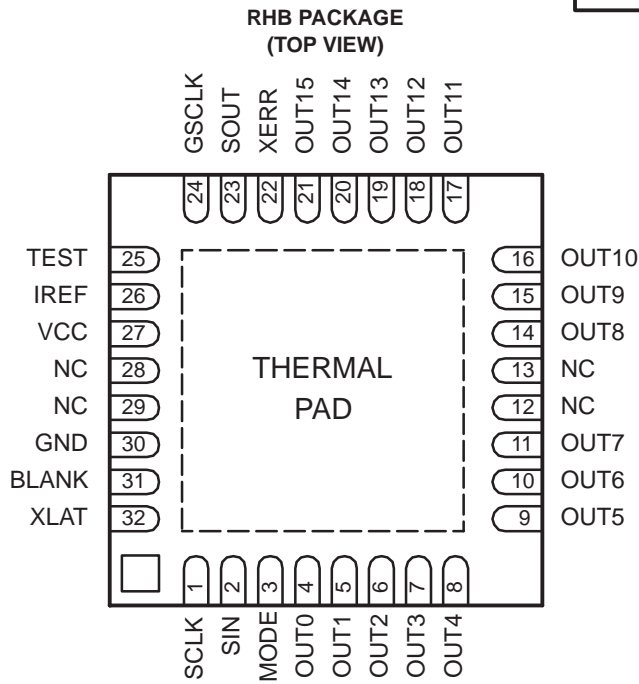 RHB PACKAGE
(TOP VIEW)
GSCLK
SOUT
XERR
OUT15
OUT14
OUT13
OUT12
OUT11
24 23 22 21 20 19 18 17
TEST 25
IREF 26
VCC 27
NC 28
NC 29
GND 30
BLANK 31
XLAT 32
THERMAL
PAD
16 OUT10
15 OUT9
14 OUT8
13 NC
12 NC
11 OUT7
10 OUT6
9 OUT5
1 2 3 4 5 6 7 8
SCLK
SIN
MODE
OUT0
OUT1
OUT2
OUT3
OUT4